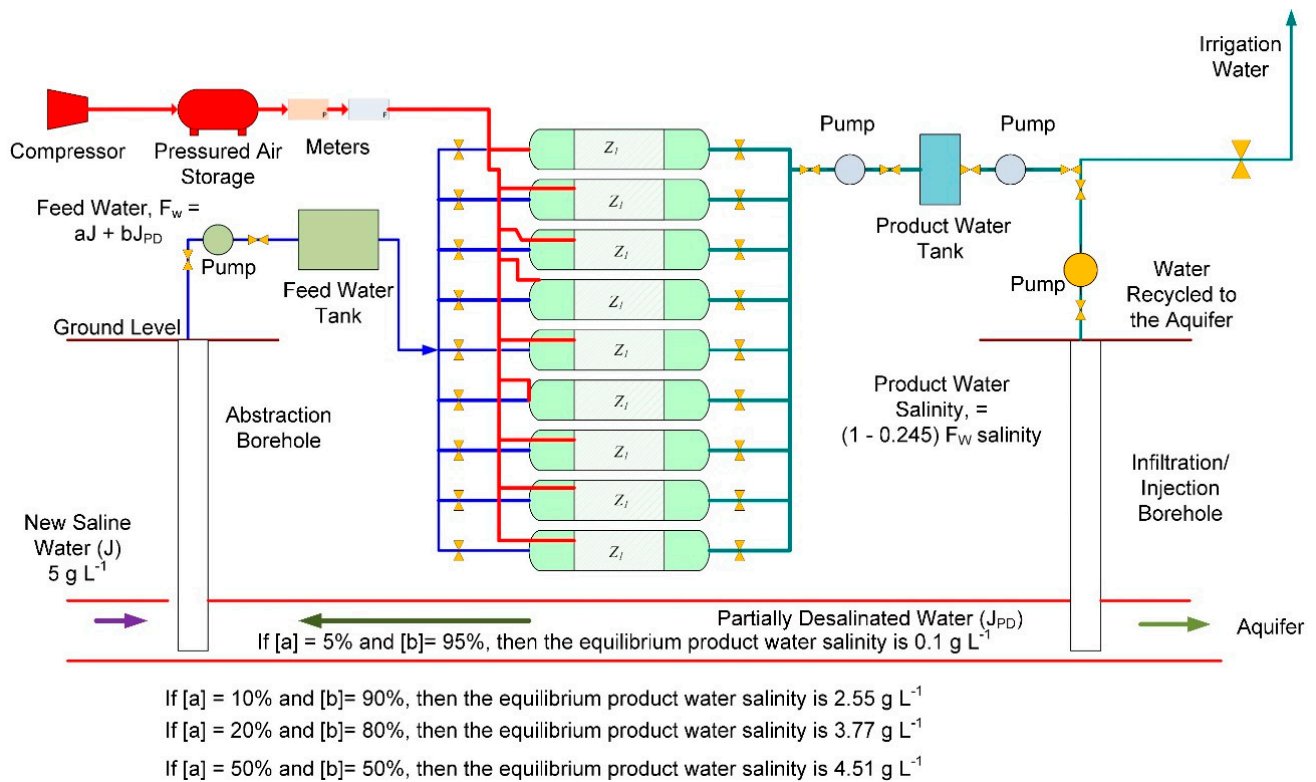 Irrigation
Water
Compressor
Pressured Air
Storage
P
F
Meters
Pump
Pump
Feed Water, Fw =
aJ + bJPD
Pump
Feed Water
Tank
Ground Level
Z1
Z1
Z1
Z1
Z1
Z1
Z1
Z1
Z1
Product Water
Tank
Pump
Water
Recycled to
the Aquifer
Abstraction
Borehole
Product Water
Salinity, =
(1 - 0.245) FW salinity
Infiltration/
Injection
Borehole
New Saline
Water (J)
5 g L-1
Partially Desalinated Water (JPD)
If [a] = 5% and [b]= 95%, then the equilibrium product water salinity is 0.1 g L-1
Aquifer
If [a] = 10% and [b]= 90%, then the equilibrium product water salinity is 2.55 g L-1
If [a] = 20% and [b]= 80%, then the equilibrium product water salinity is 3.77 g L-1
If [a] = 50% and [b]= 50%, then the equilibrium product water salinity is 4.51 g L-1